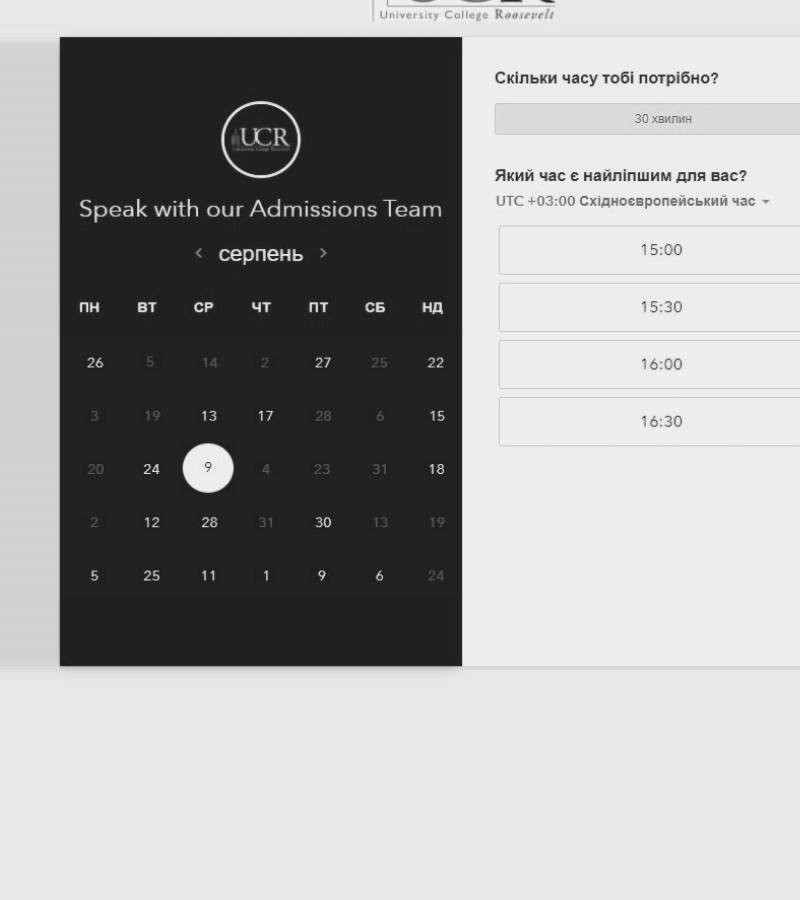 University College Roosevelt
UCR
Speak with our Admissions Team
серпень
ПН ВТ СР ЧТ ПТ СБ НД
26 5 14 2 27 25 22
3 19 13 17 28 6 15
20 24 9 4 23 31 18
2 12 28 31 30 13 19
5 25 11 1 9 6 24
Скільки часу тобі потрібно?
30 хвилин
Який час є найліпшим для вас?
UTC +03:00 Східноєвропейський час
15:00
15:30
16:00
16:30